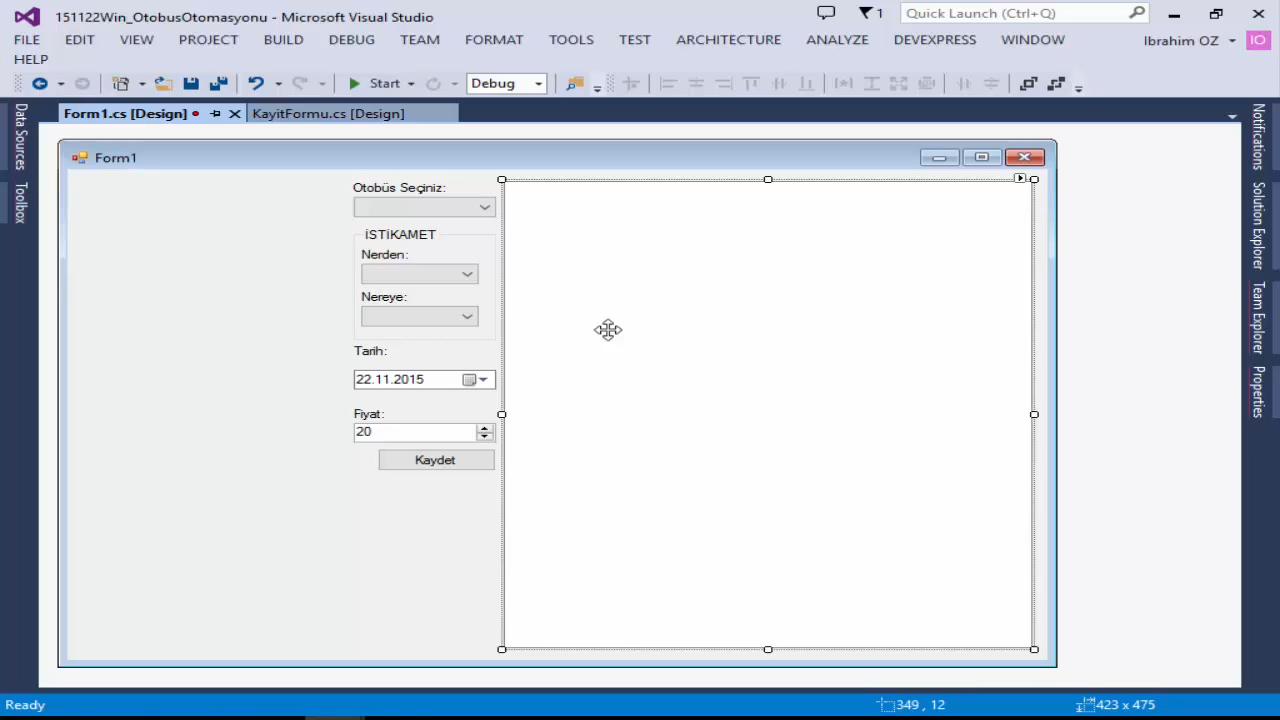 151122Win_OtobusOtomasyonu - Microsoft Visual Studio
1
Quick Launch (Ctrl+Q)
FILE EDIT VIEW PROJECT BUILD DEBUG TEAM FORMAT TOOLS TEST ARCHITECTURE ANALYZE DEVEXPRESS WINDOW
Ibrahim OZ
IO
HELP
Start
Debug
Form1.cs [Design]
KayitFormu.cs [Design]
Data Sources
Toolbox
Form1
Otobüs Seçiniz:
İSTİKAMET
Nerden:
Nereye:
Tarih:
22.11.2015
Fiyat:
20
Kaydet
Notifications
Solution Explorer
Team Explorer
Properties
Ready
349 , 12
423 x 475